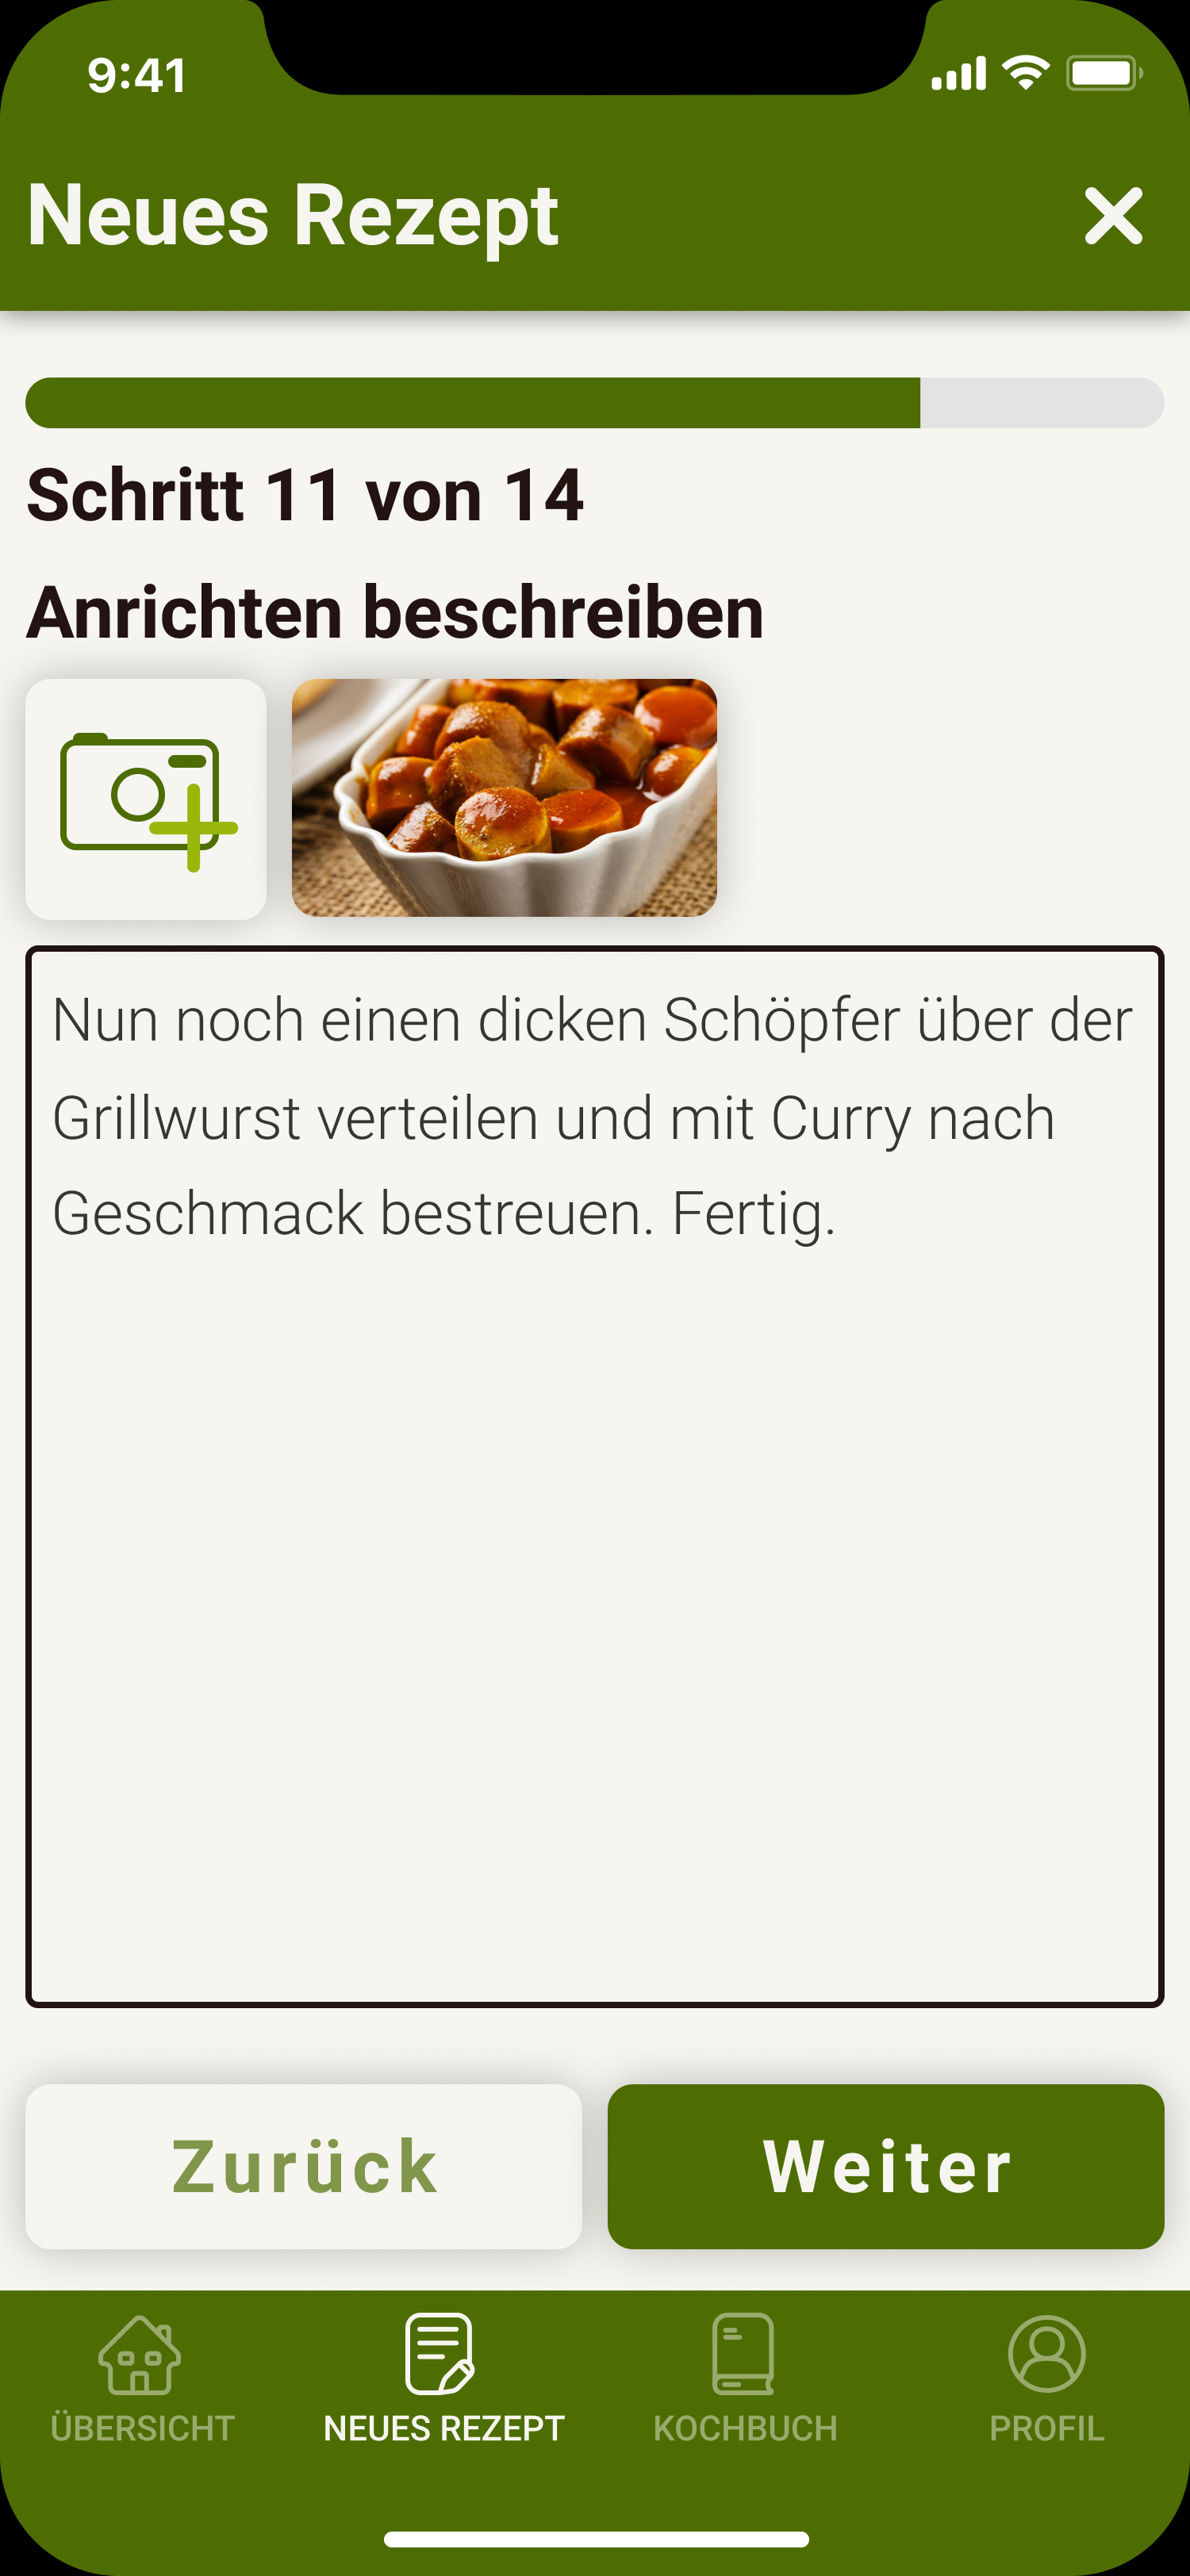 9:41
Neues Rezept
Schritt 11 von 14
Anrichten beschreiben
Nun noch einen dicken Schöpfer über der
Grillwurst verteilen und mit Curry nach
Geschmack bestreuen. Fertig.
Zurück
Weiter
ÜBERSICHT
NEUES REZEPT
KOCHBUCH
PROFIL